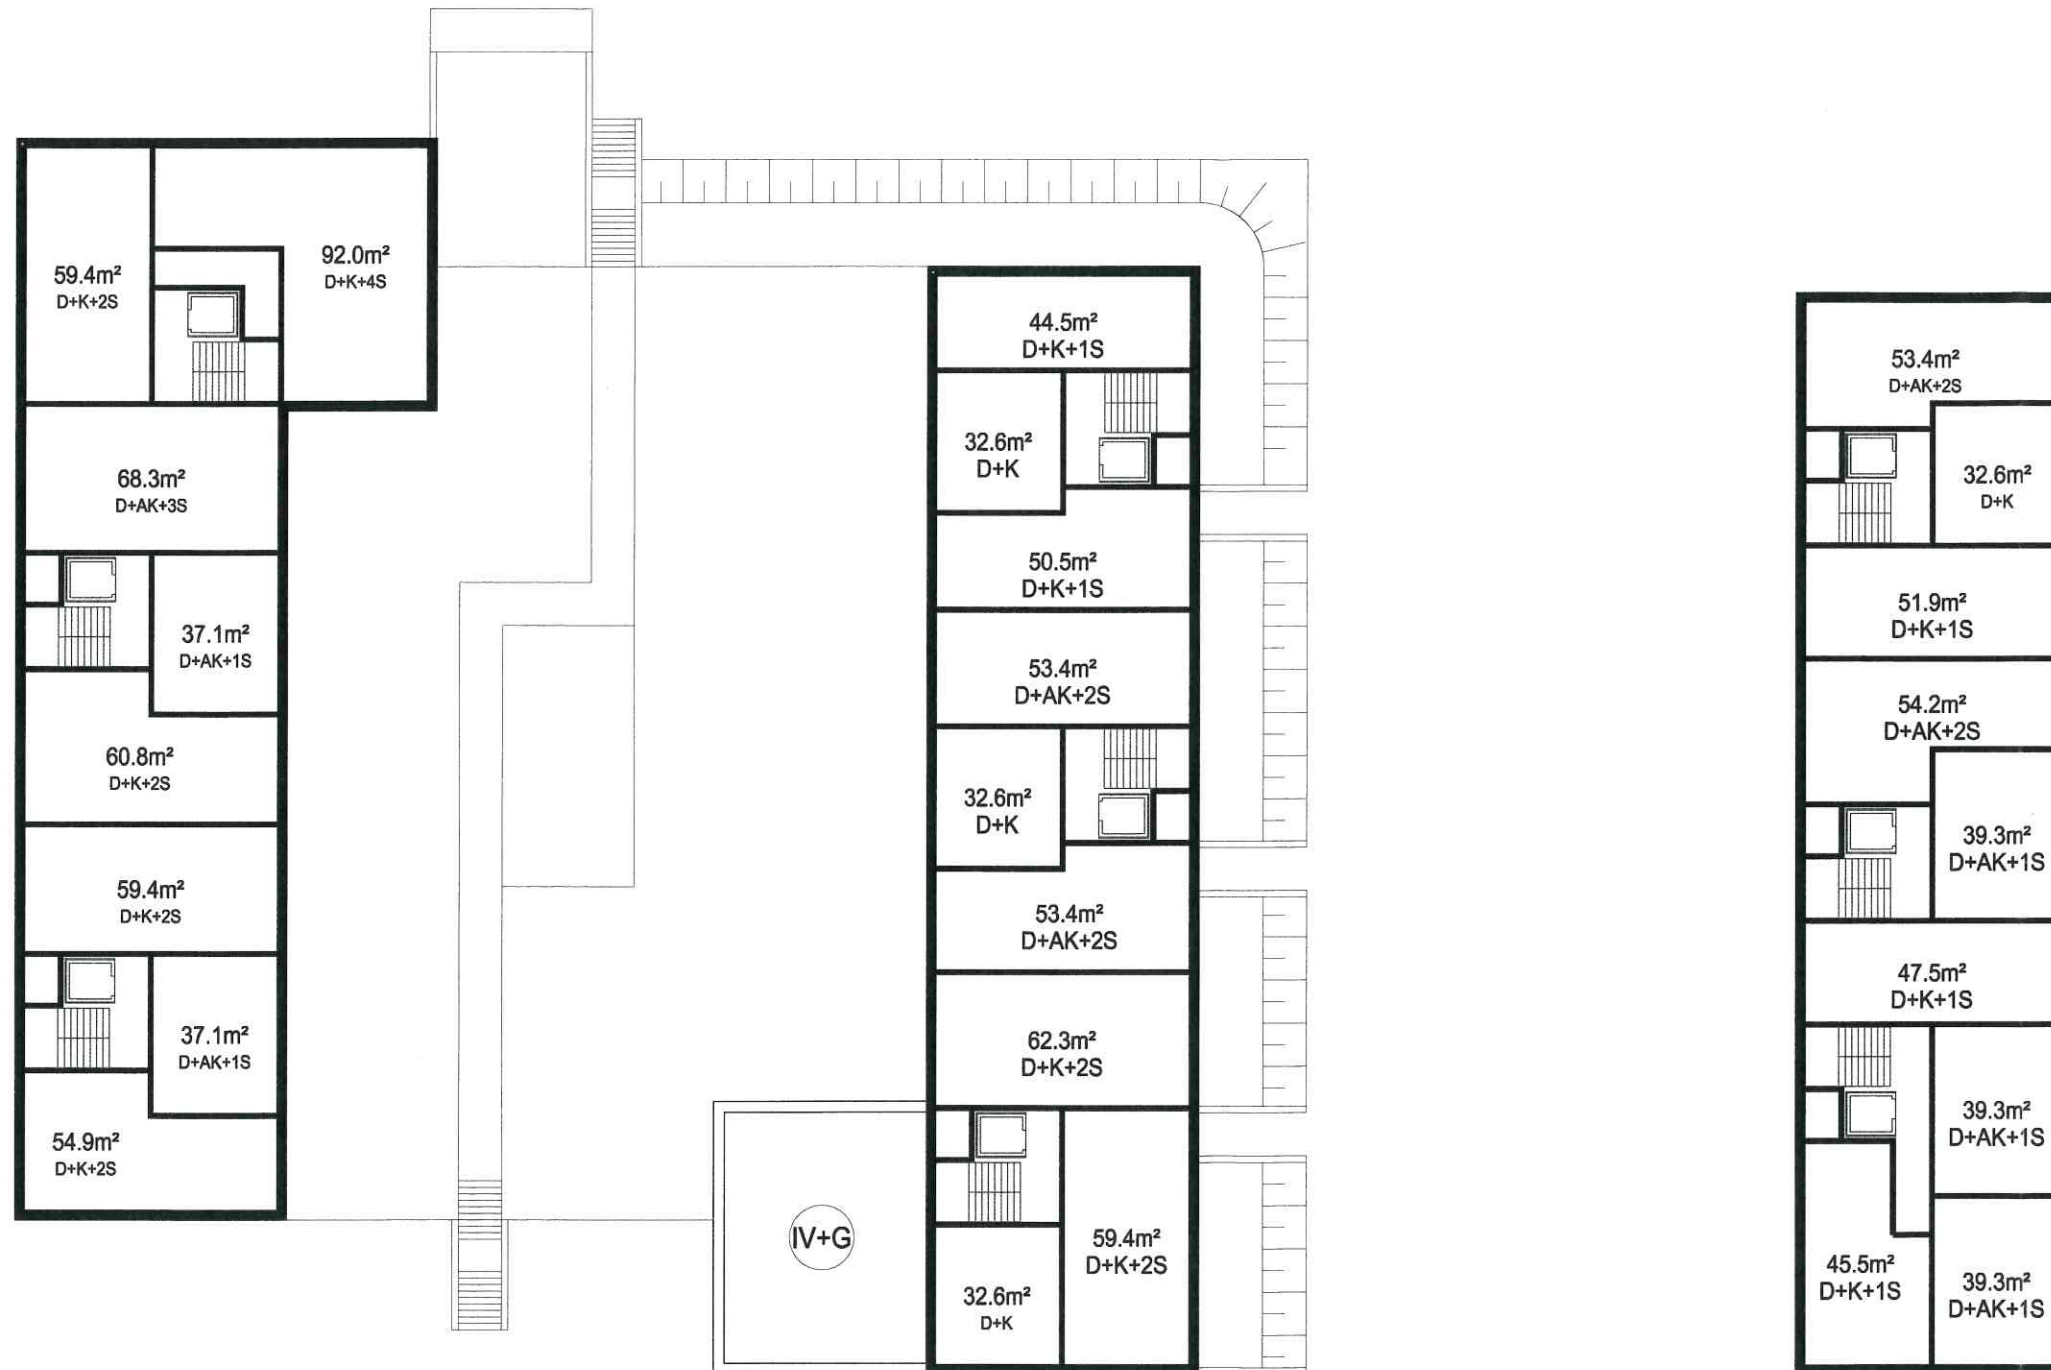 59.4m²
D+K+2S
92.0m²
D+K+4S
68.3m²
D+AK+3S
37.1m²
D+AK+1S
60.8m²
D+K+2S
59.4m²
D+K+2S
37.1m²
D+AK+1S
54.9m²
D+K+2S
44.5m²
D+K+1S
32.6m²
D+K
50.5m²
D+K+1S
53.4m²
D+AK+2S
32.6m²
D+K
53.4m²
D+AK+2S
62.3m²
D+K+2S
IV+G
59.4m²
D+K+2S
32.6m²
D+K
53.4m²
D+AK+2S
32.6m²
D+K
51.9m²
D+K+1S
54.2m²
D+AK+2S
39.3m²
D+AK+1S
47.5m²
D+K+1S
39.3m²
D+AK+1S
45.5m²
D+K+1S
39.3m²
D+AK+1S